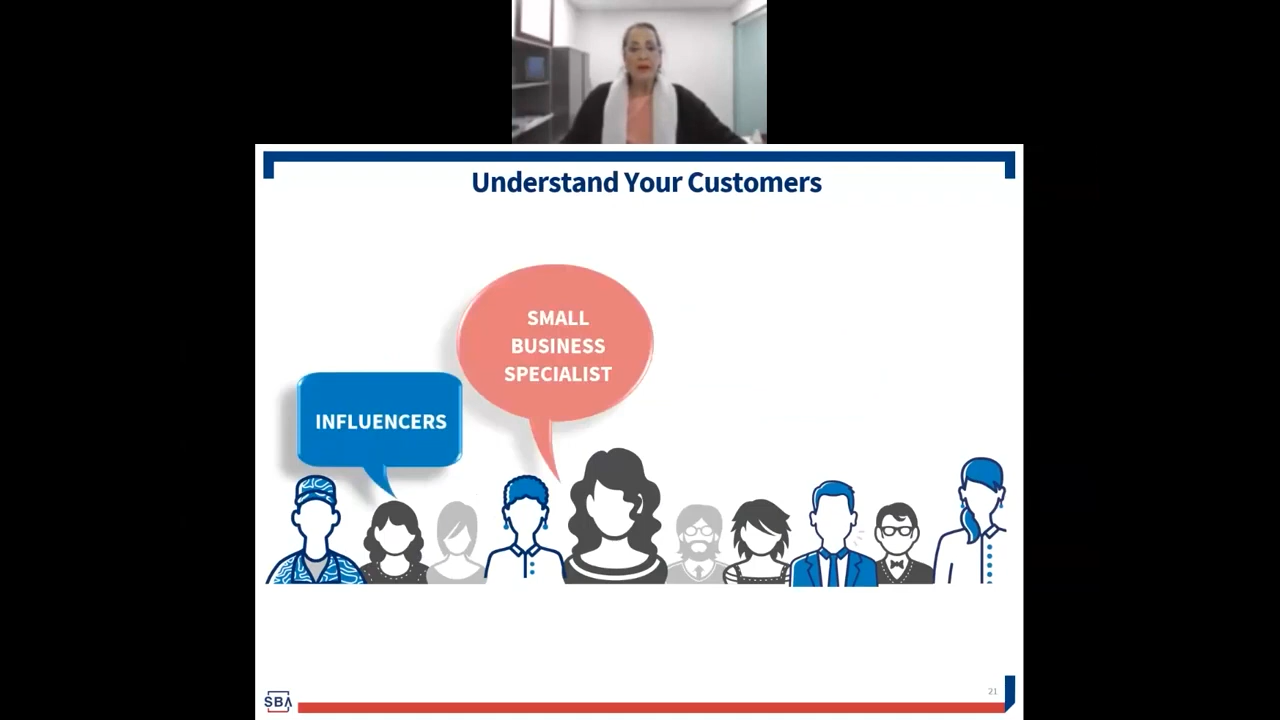 Understand Your Customers
SMALL
BUSINESS
SPECIALIST
INFLUENCERS
21
SBA